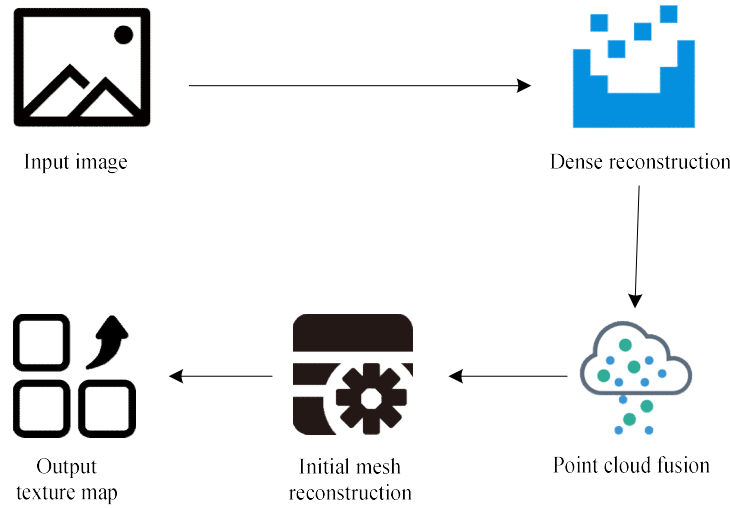 Input image
Dense reconstruction
Point cloud fusion
Initial mesh
reconstruction
Output
texture map